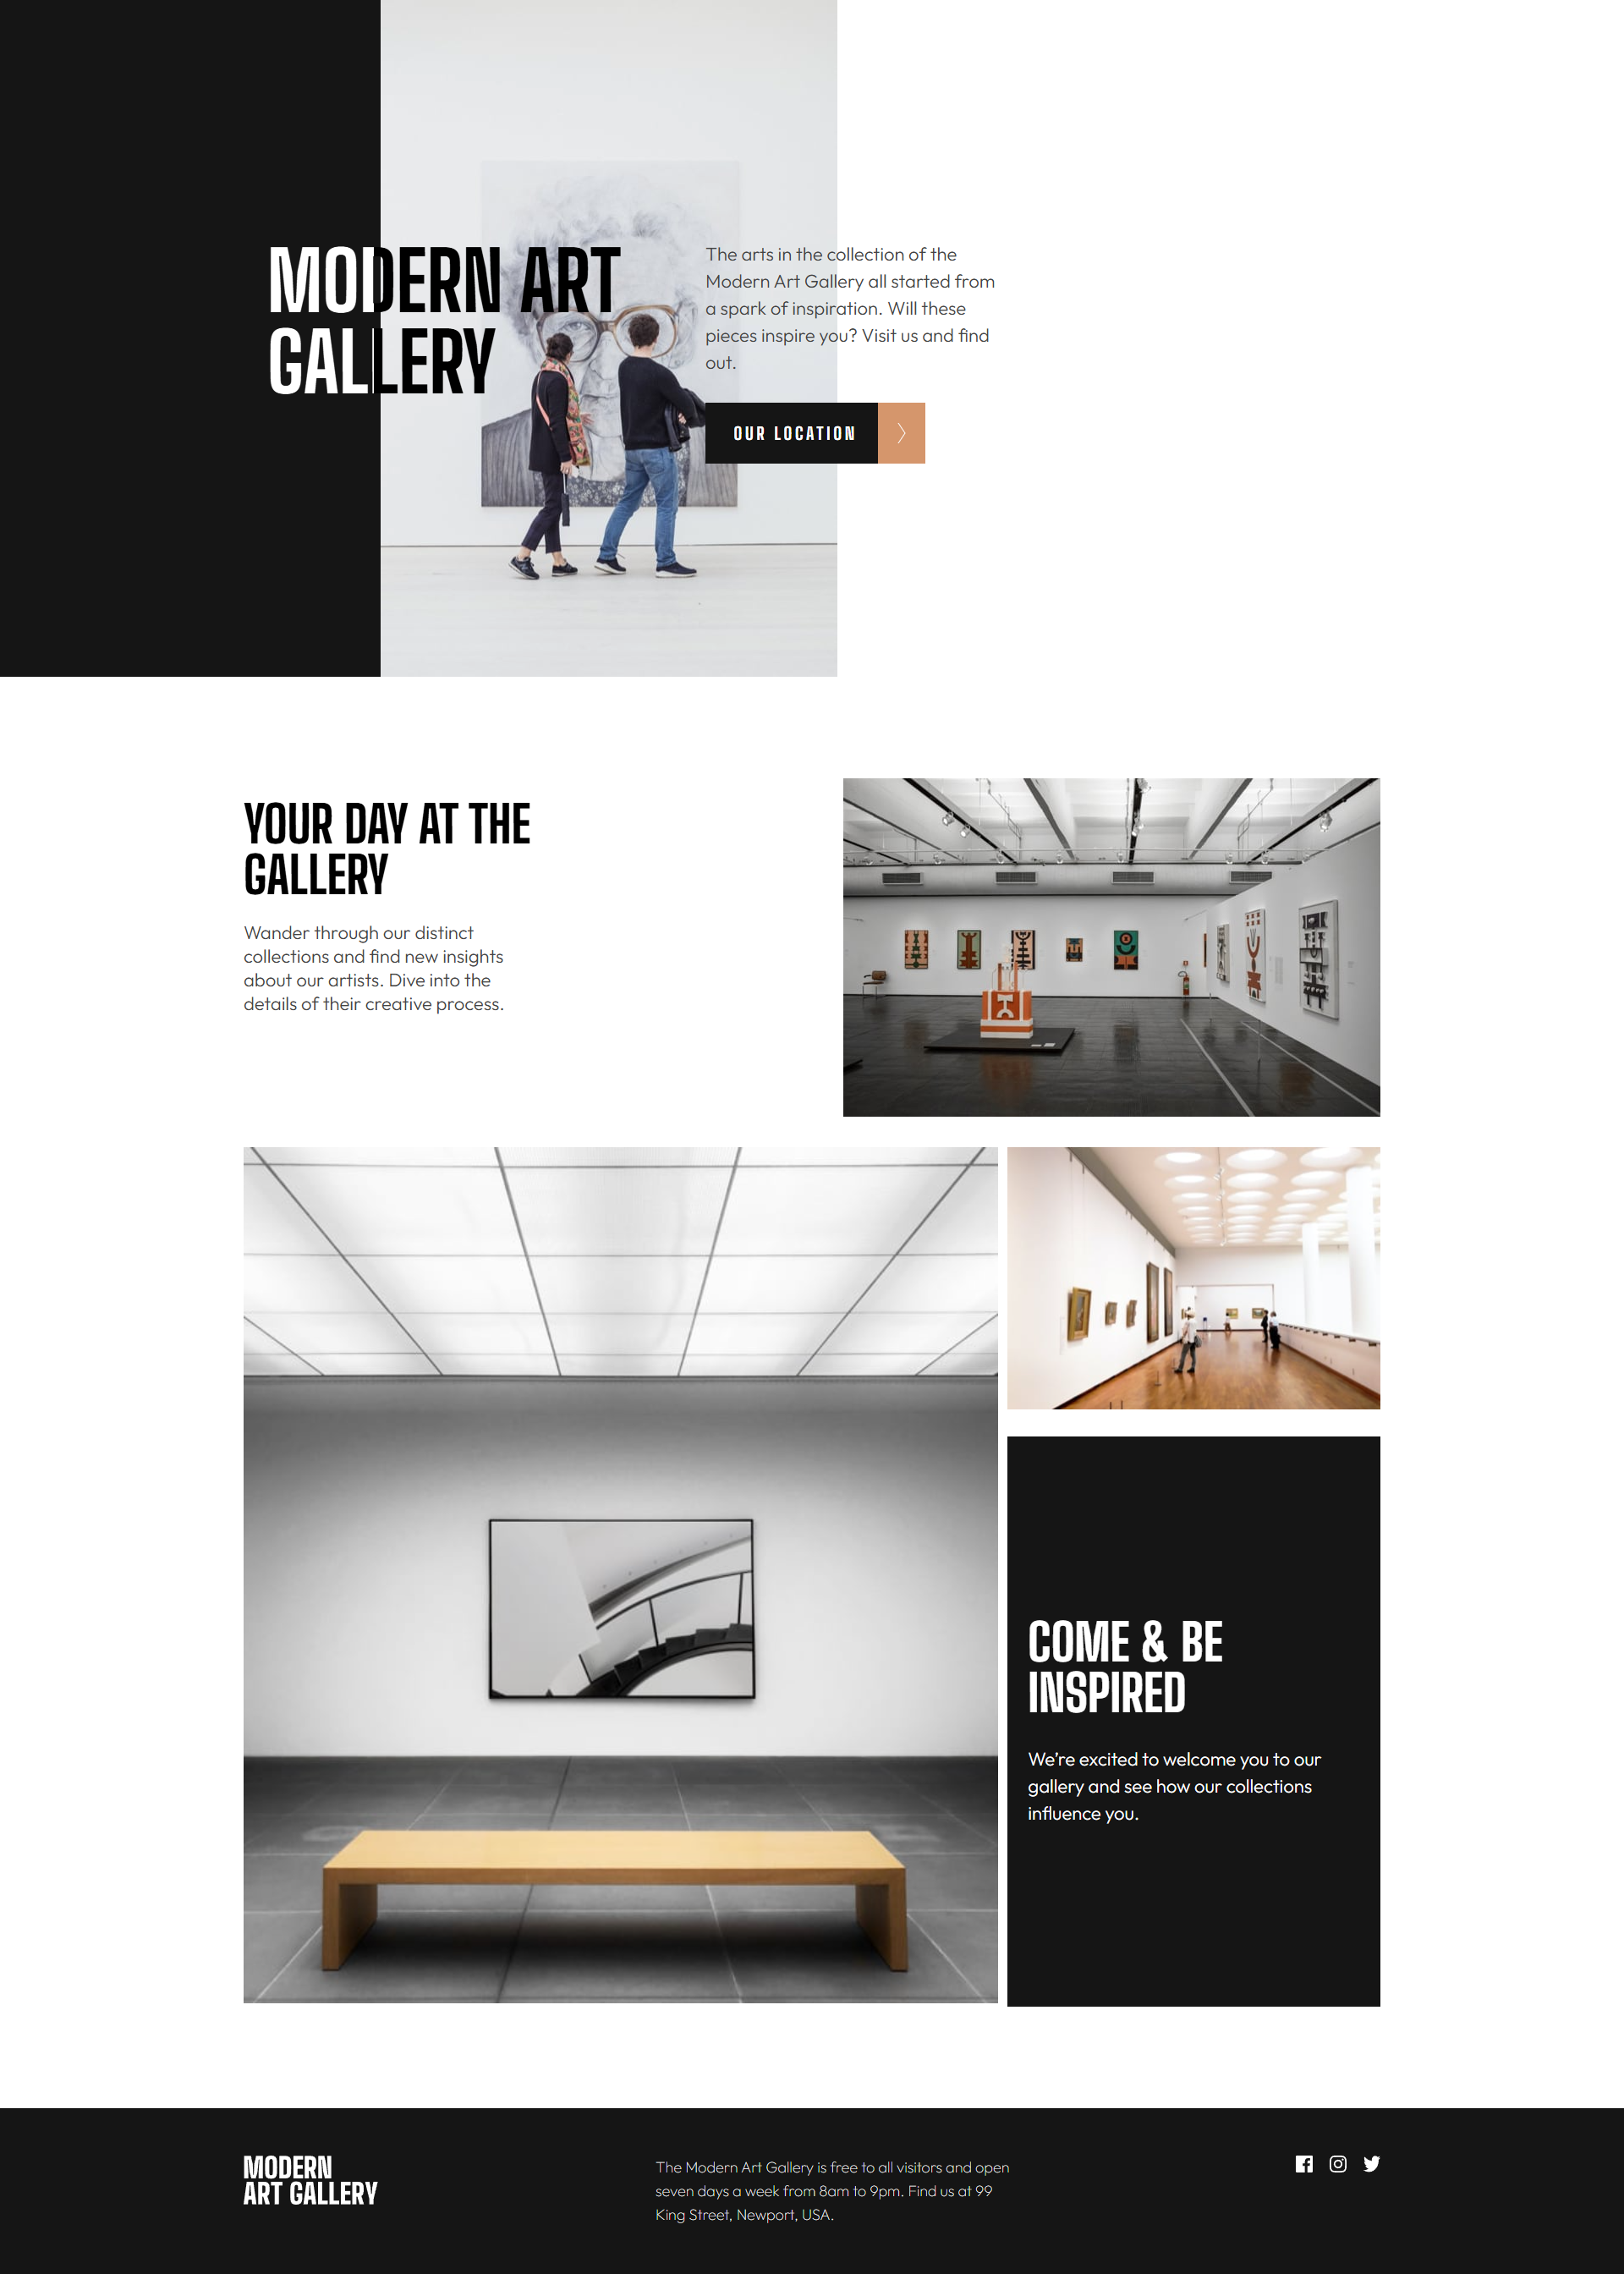 MODERN ART
GALLERY
The arts in the collection of the
Modern Art Gallery all started from
a spark of inspiration. Will these
pieces inspire you? Visit us and find
out.
OUR LOCATION
YOUR DAY AT THE
GALLERY
Wander through our distinct
collections and find new insights
about our artists. Dive into the
details of their creative process.
COME & BE
INSPIRED
We’re excited to welcome you to our
gallery and see how our collections
influence you.
MODERN
ART GALLERY
The Modern Art Gallery is free to all visitors and open
seven days a week from 8am to 9pm. Find us at 99
King Street, Newport, USA.